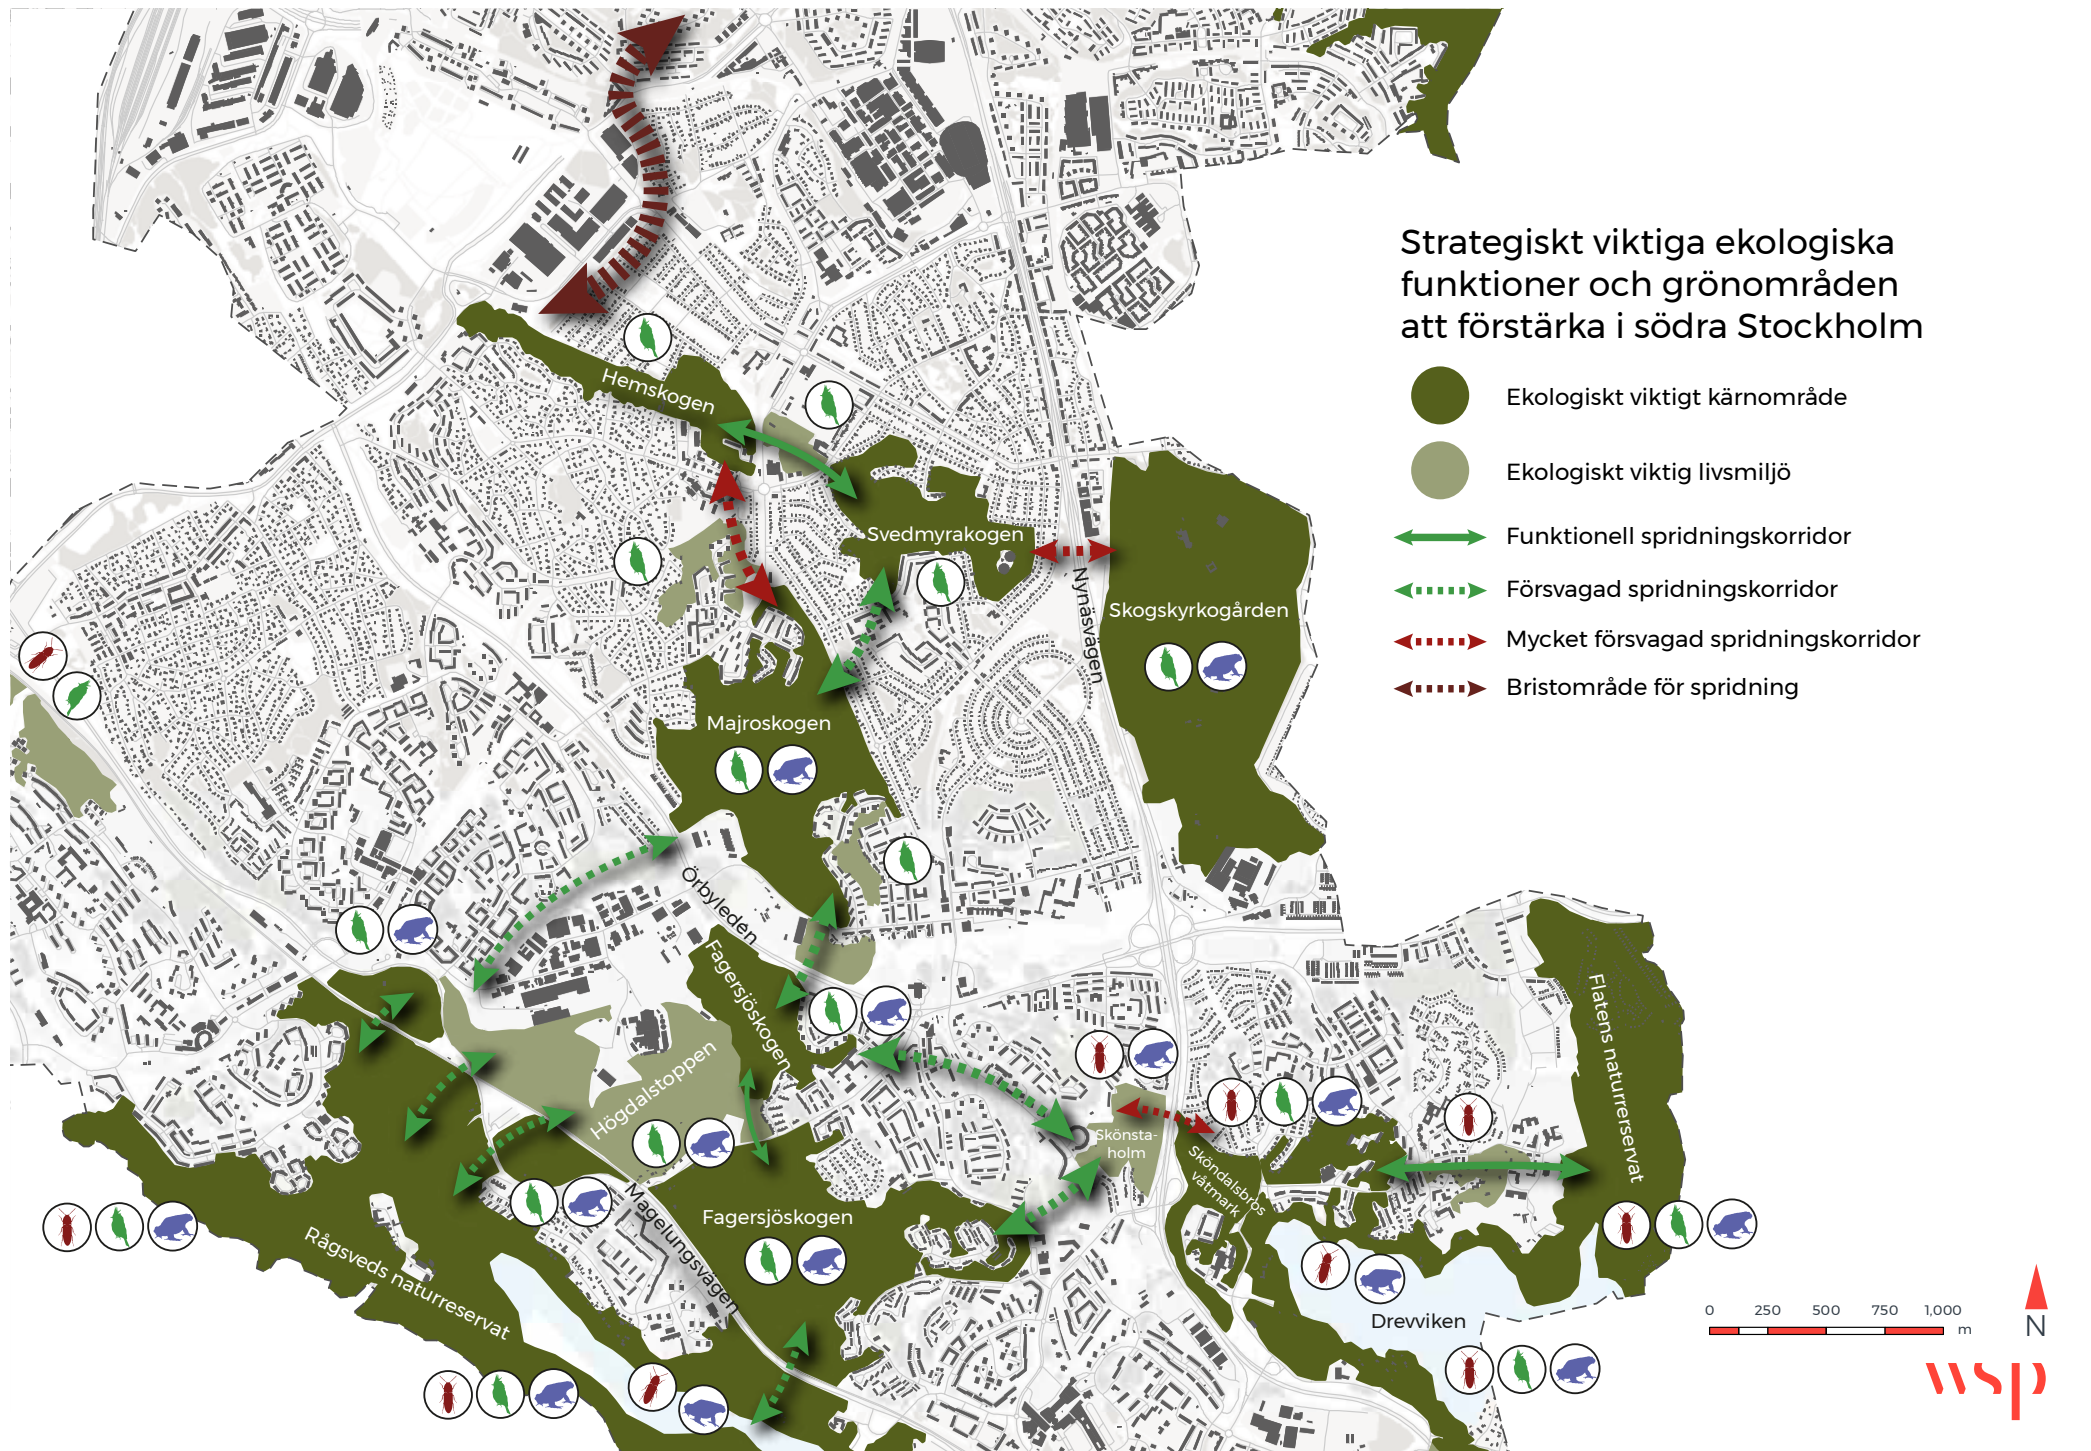 Strategiskt viktiga ekologiska
funktioner och grönområden
att förstärka i södra Stockholm
Ekologiskt viktigt kärnområde
Ekologiskt viktig livsmiljö
Funktionell spridningskorridor
Försvagad spridningskorridor
Mycket försvagad spridningskorridor
Bristområde för spridning
Hemskogen
Svedmyrakogen
Nynäsvägen
Skogskyrkogården
Majroskogen
Örbyleden
Fagersjöskogen
Flatens naturrerservat
Högdalstoppen
Skönsta-
holm
Sköndalsbros
våtmark
Magelungsvägen
Fagersjöskogen
Rågsveds naturreservat
Drevviken
0 250 500 750 1,000
m
N
wsp